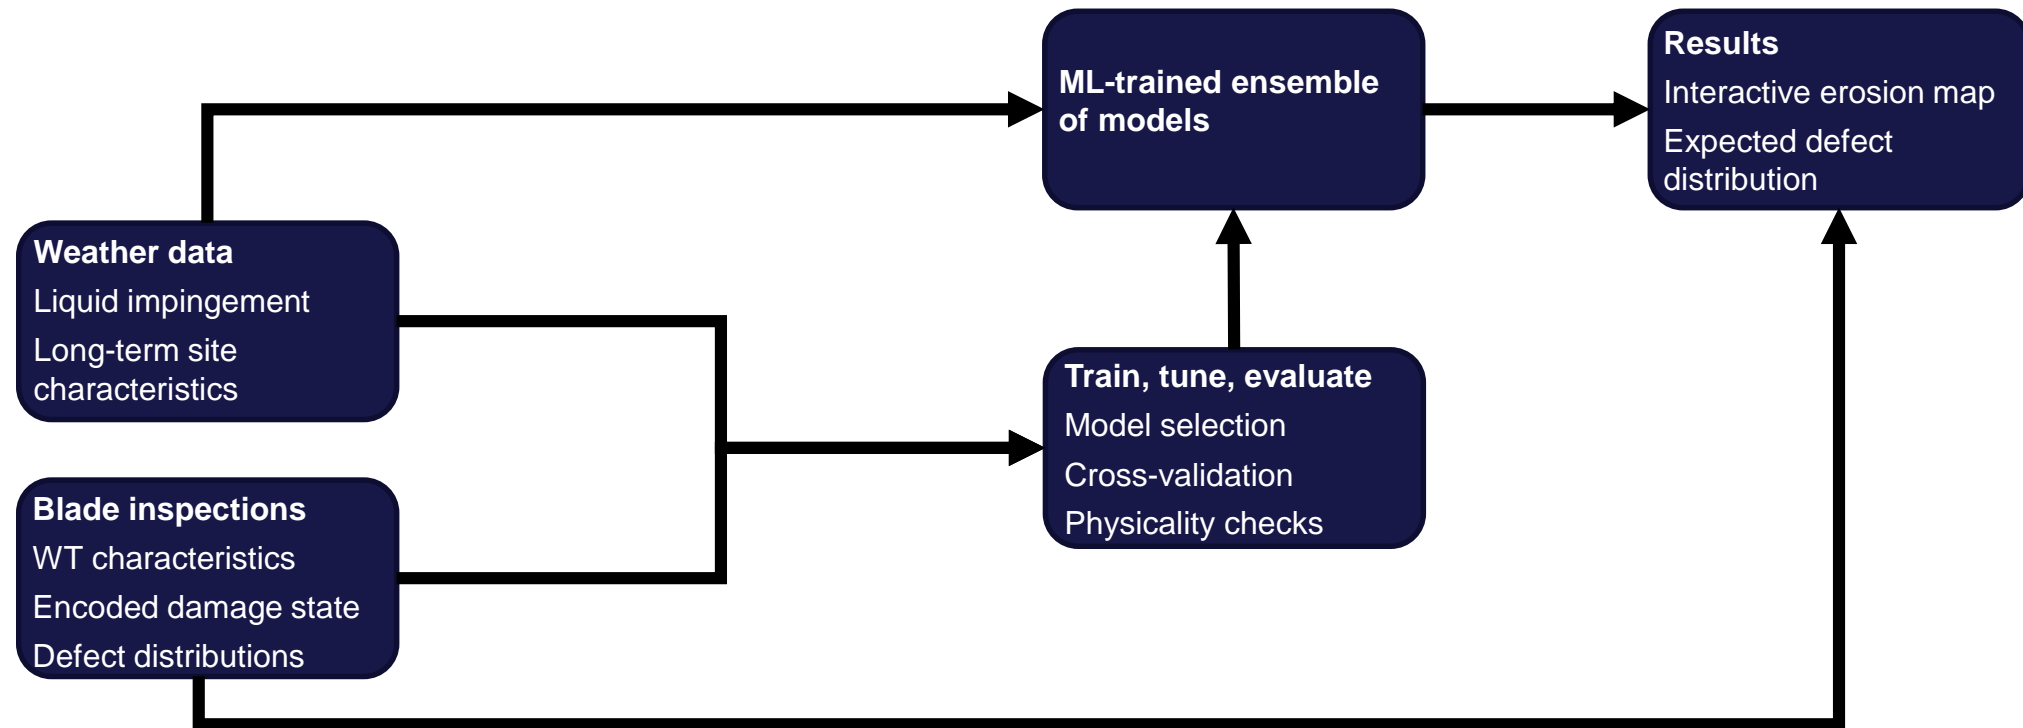 Weather data
Liquid impingement
Long-term site
characteristics
Blade inspections
WT characteristics
Encoded damage state
Defect distributions
ML-trained ensemble
of models
Train, tune, evaluate
Model selection
Cross-validation
Physicality checks
Results
Interactive erosion map
Expected defect
distribution